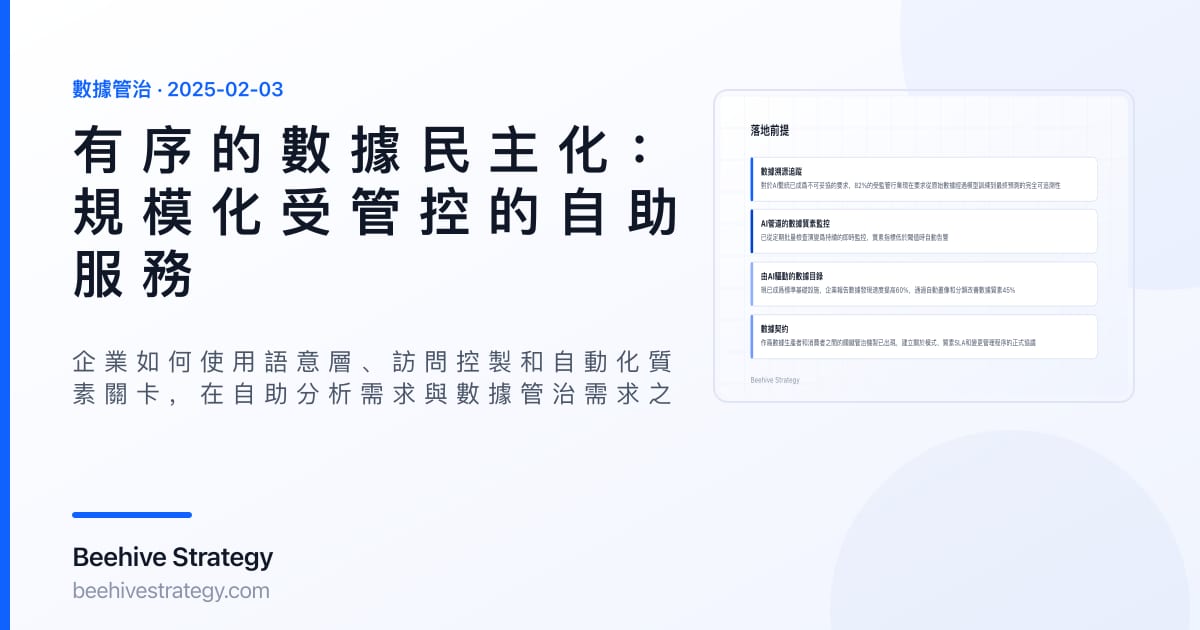 數據管治 · 2025-02-03
有序的數據民主化：
規模化受管控的自助
服務
企業如何使用語意層、訪問控製和自動化質
素關卡，在自助分析需求與數據管治需求之
Beehive Strategy
beehivestrategy.com
落地前提
數據溯源追蹤
對於AI系統已成為不可妥協的要求，82%的受監管行業現在要求從原始數據經過模型訓練到最終預測的完全可追溯性
AI管道的數據質素監控
已從定期批量檢查演變爲持續的即時監控，質素指標低於閾值時自動告警
由AI驅動的數據目錄
現已成爲標準基礎設施，企業報告數據發現速度提高60%，通過自動畫像和分類改善數據質素45%
數據契約
作爲數據生產者和消費者之間的關鍵管治機製已出現，建立關於模式、質素SLA和變更管理程序的正式協議
Beehive Strategy